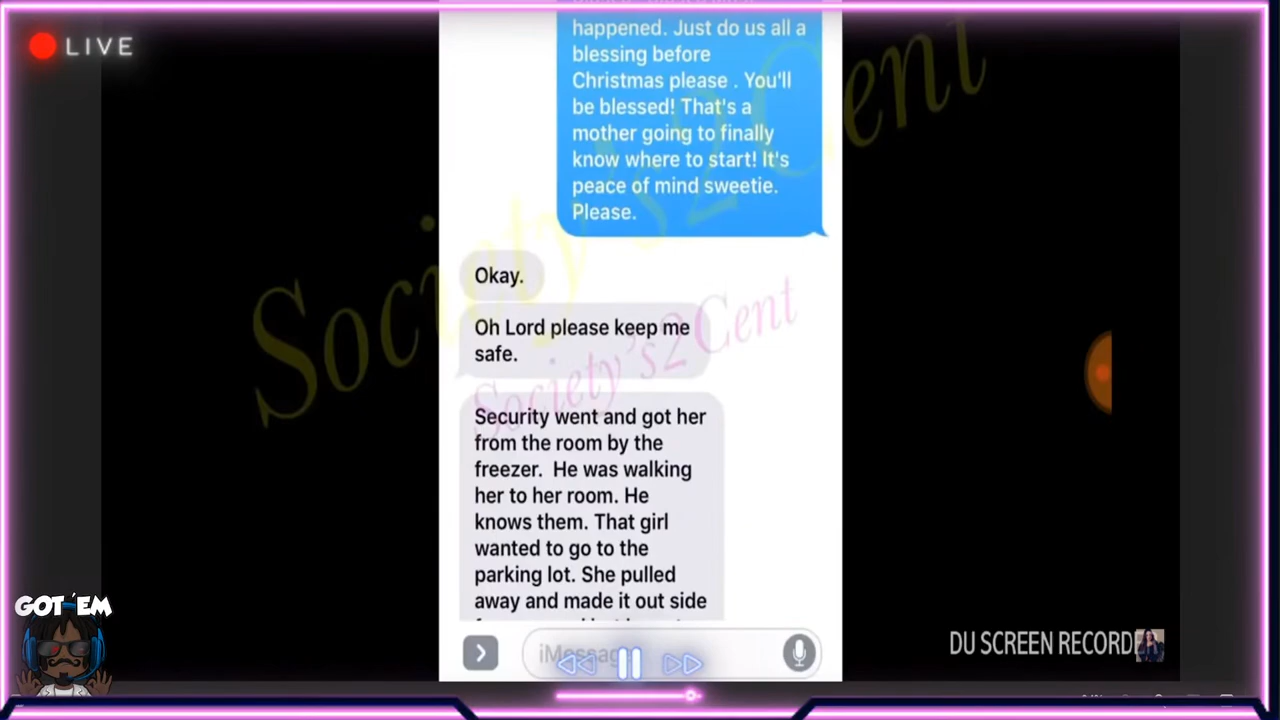 LIVE
happened. Just do us all a
blessing before
Christmas please . You'll
be blessed! That's a
mother going to finally
know where to start! It's
peace of mind sweetie.
Please.
Okay.
Oh Lord please keep me
safe.
Society's2Cent
Society's2Cent
Security went and got her
from the room by the
freezer. He was walking
her to her room. He
knows them. That girl
wanted to go to the
parking lot. She pulled
away and made it out side
iMessage
GOT 'EM
DU SCREEN RECORDE